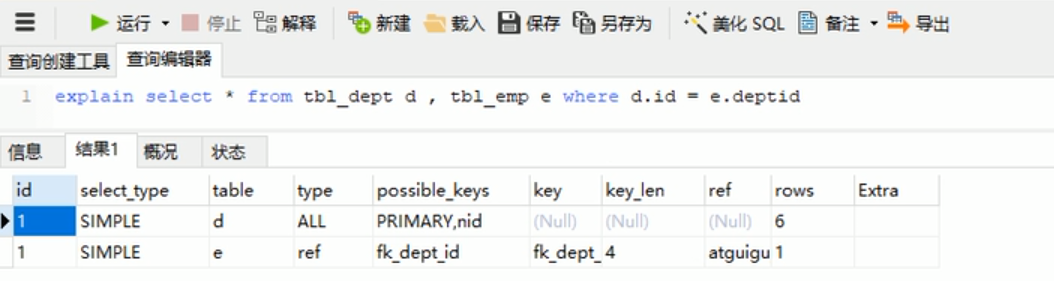 运行 停止 解释 新建 载入 保存 另存为 美化 SQL 备注 导出
查询创建工具 查询编辑器
1 explain select * from tbl_dept d , tbl_emp e where d.id = e.deptid
信息 结果1 概况 状态
id select_type table type possible_keys key key_len ref rows Extra
1 SIMPLE d ALL PRIMARY,nid (Null) (Null) (Null) 6
1 SIMPLE e ref fk_dept_id fk_dept_ 4 atguigu 1